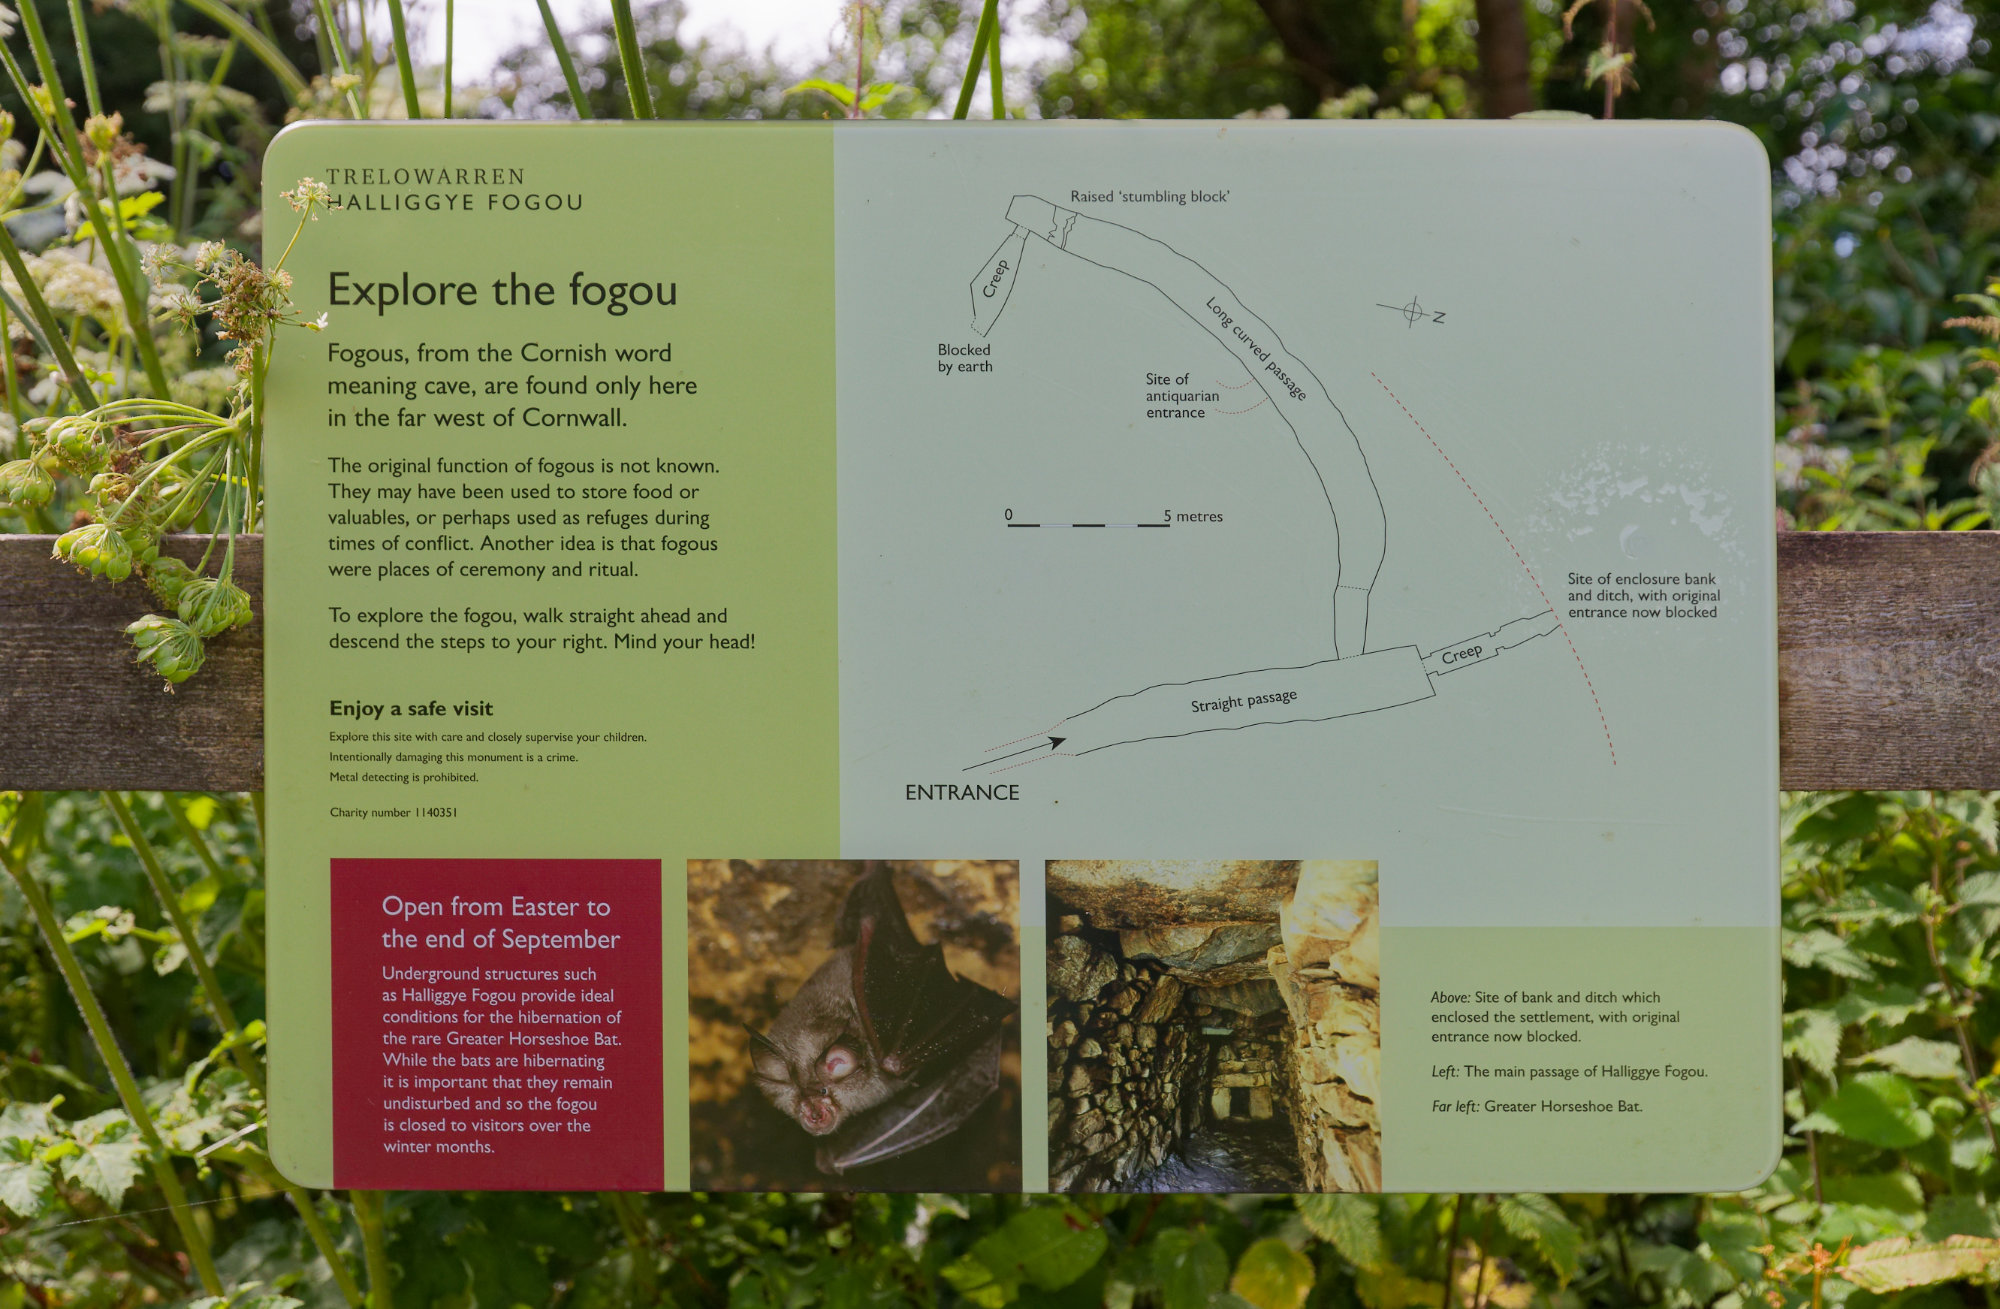 TRELOWARREN
HALLIGGYE FOGOU
Explore the fogou
Fogous, from the Cornish word
meaning cave, are found only here
in the far west of Cornwall.
The original function of fogous is not known.
They may have been used to store food or
valuables, or perhaps used as refuges during
times of conflict. Another idea is that fogous
were places of ceremony and ritual.
To explore the fogou, walk straight ahead and
descend the steps to your right. Mind your head!
Enjoy a safe visit
Explore this site with care and closely supervise your children.
Intentionally damaging this monument is a crime.
Metal detecting is prohibited.
Charity number 1140351
Raised ‘stumbling block’
Creep
Blocked
by earth
Long curved passage
Site of
antiquarian
entrance
N
0 5 metres
Site of enclosure bank
and ditch, with original
entrance now blocked
Creep
Straight passage
ENTRANCE
Open from Easter to
the end of September
Underground structures such
as Halliggye Fogou provide ideal
conditions for the hibernation of
the rare Greater Horseshoe Bat.
While the bats are hibernating
it is important that they remain
undisturbed and so the fogou
is closed to visitors over the
winter months.
Above: Site of bank and ditch which
enclosed the settlement, with original
entrance now blocked.
Left: The main passage of Halliggye Fogou.
Far left: Greater Horseshoe Bat.